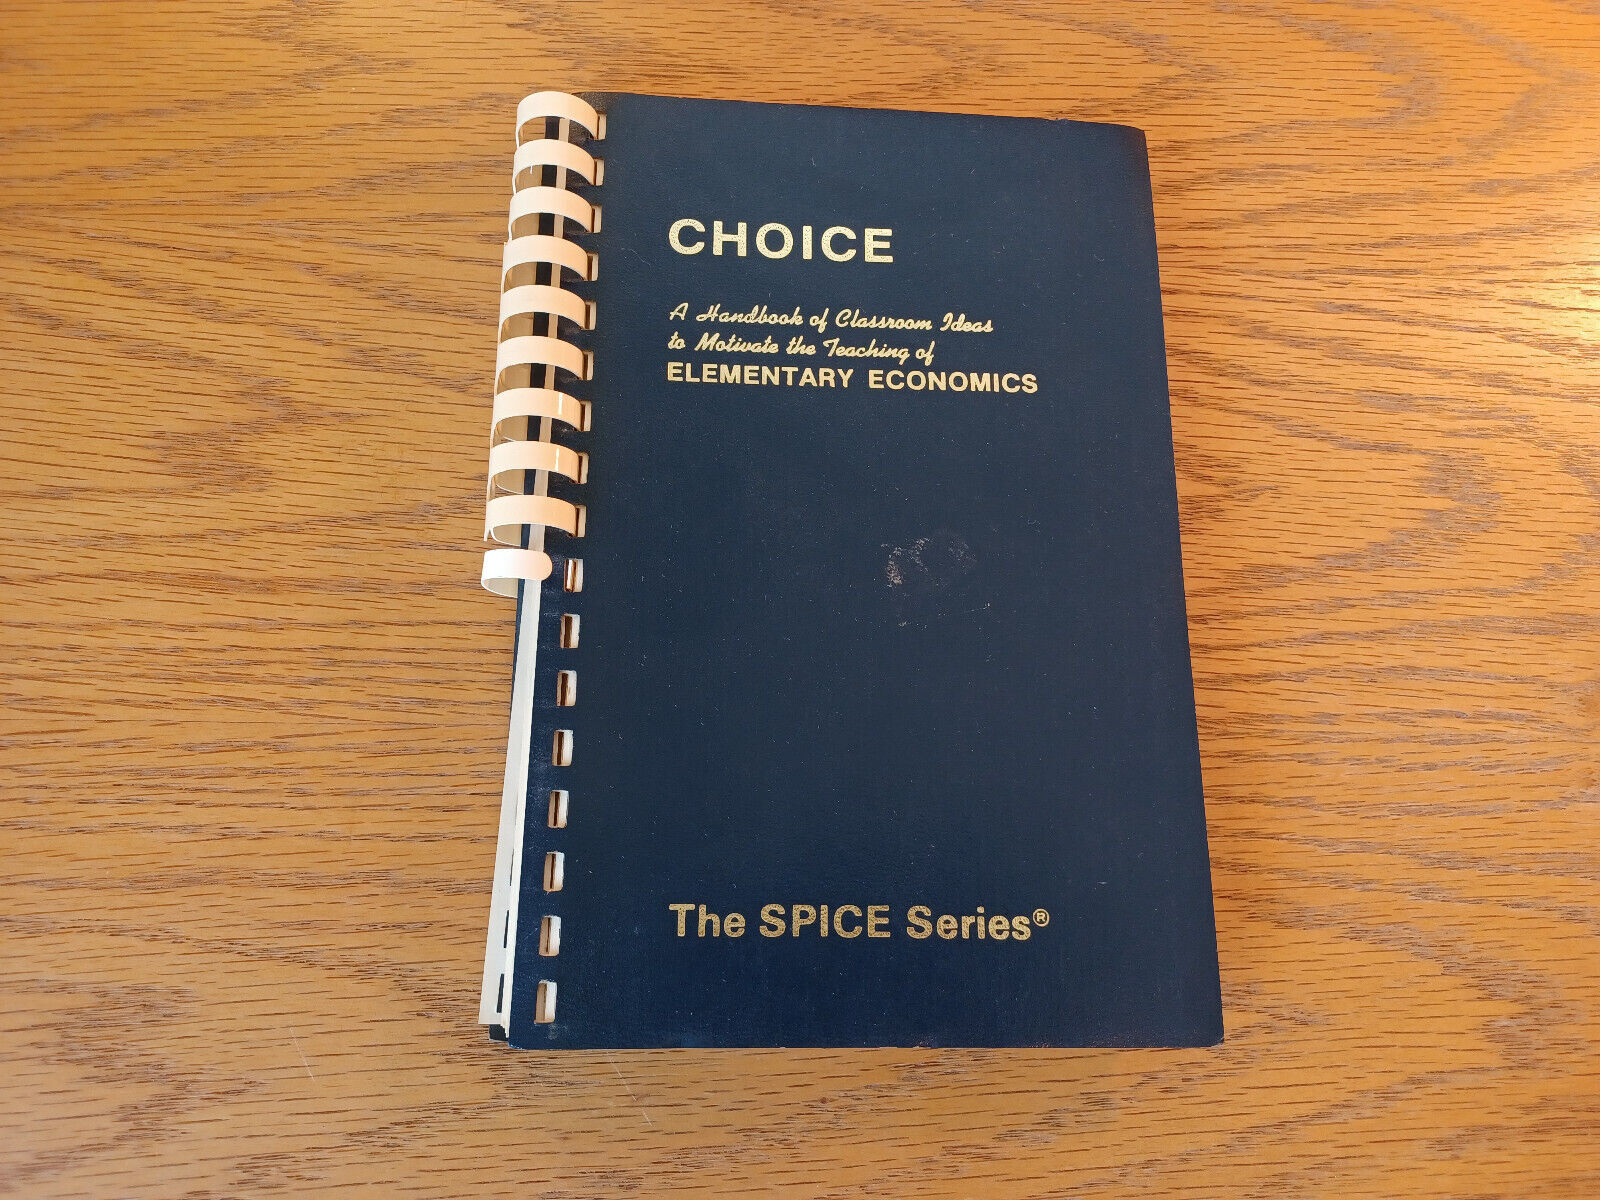 CHOICE
A Handbook of Classroom Ideas
to Motivate the Teaching of
ELEMENTARY ECONOMICS
The SPICE Series®